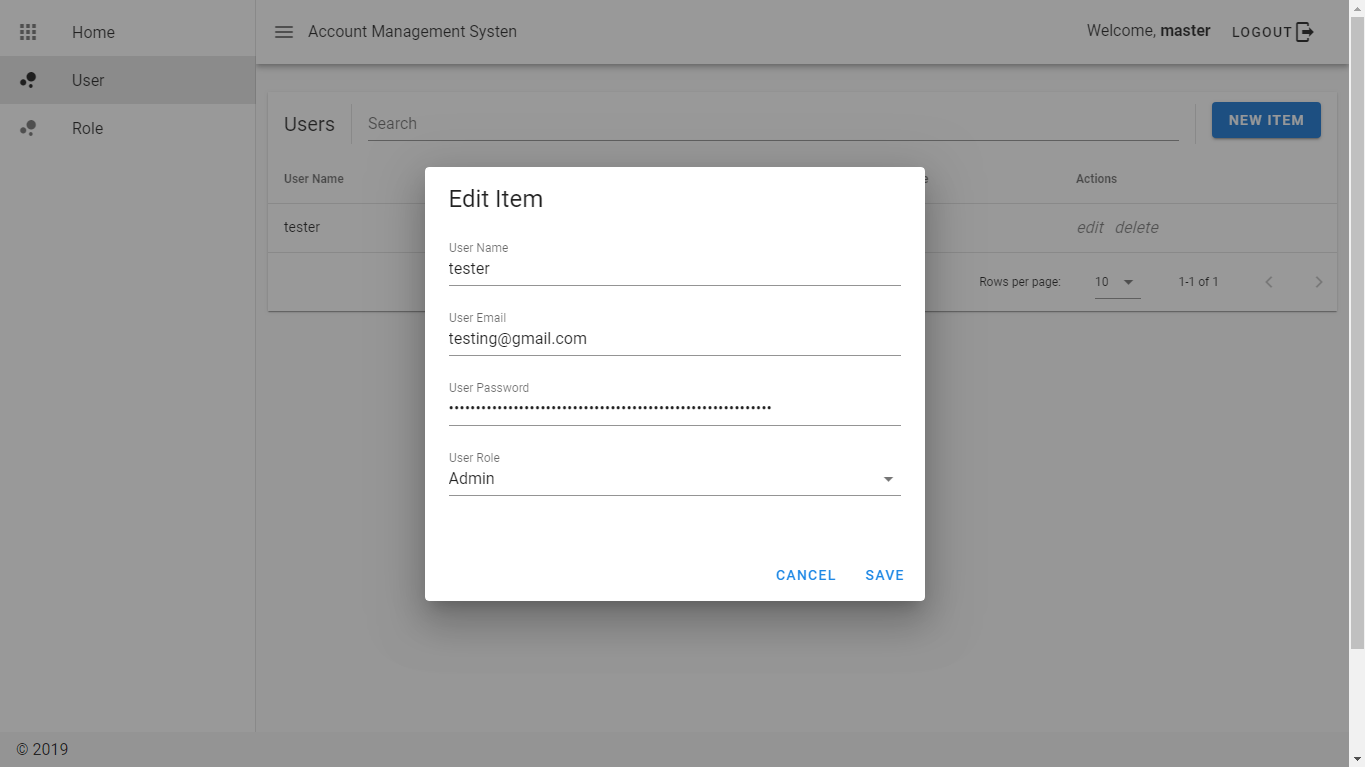 Home
User
Role
Account Management Systen
Welcome, master
LOGOUT
Users
Search
NEW ITEM
User Name
Actions
tester
edit delete
Rows per page:
10
1-1 of 1
Edit Item
User Name
tester
User Email
testing@gmail.com
User Password
User Role
Admin
CANCEL
SAVE
© 2019